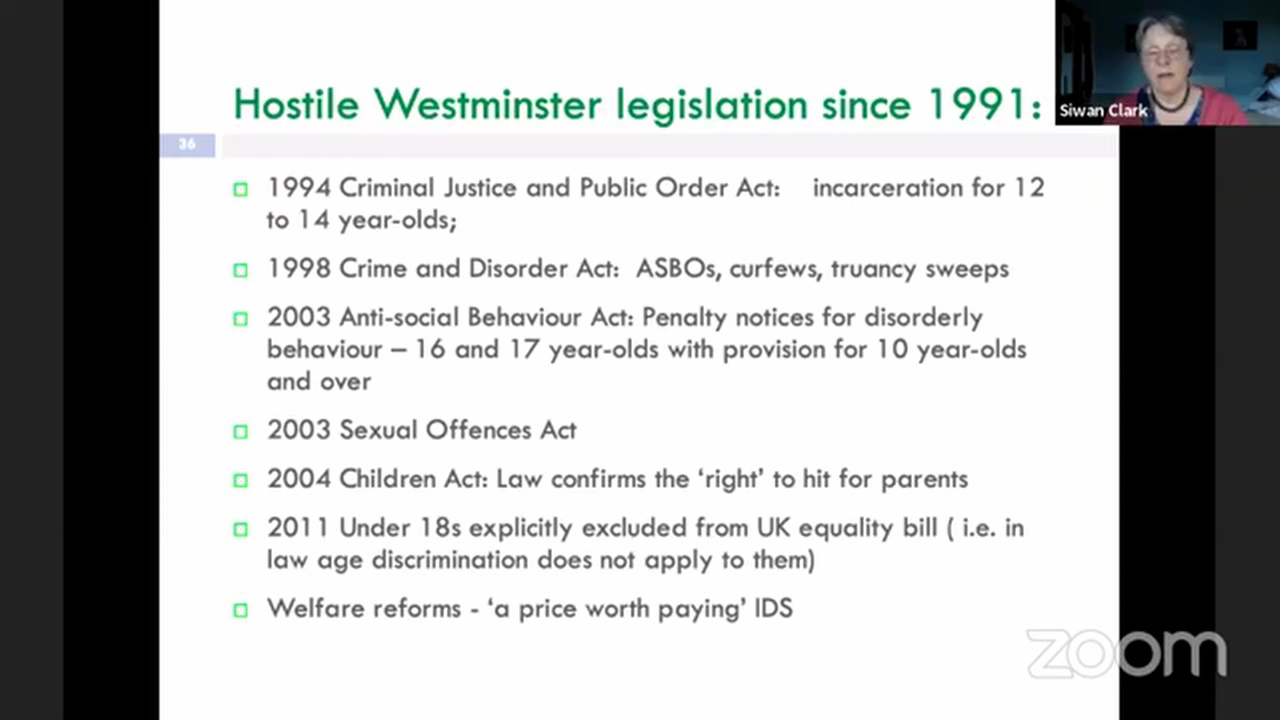 Hostile Westminster legislation since 1991:
Siwan Clark
36
1994 Criminal Justice and Public Order Act: incarceration for 12
to 14 year-olds;
1998 Crime and Disorder Act: ASBOs, curfews, truancy sweeps
2003 Anti-social Behaviour Act: Penalty notices for disorderly
behaviour – 16 and 17 year-olds with provision for 10 year-olds
and over
2003 Sexual Offences Act
2004 Children Act: Law confirms the ‘right’ to hit for parents
2011 Under 18s explicitly excluded from UK equality bill ( i.e. in
law age discrimination does not apply to them)
Welfare reforms - ‘a price worth paying’ IDS
zoom